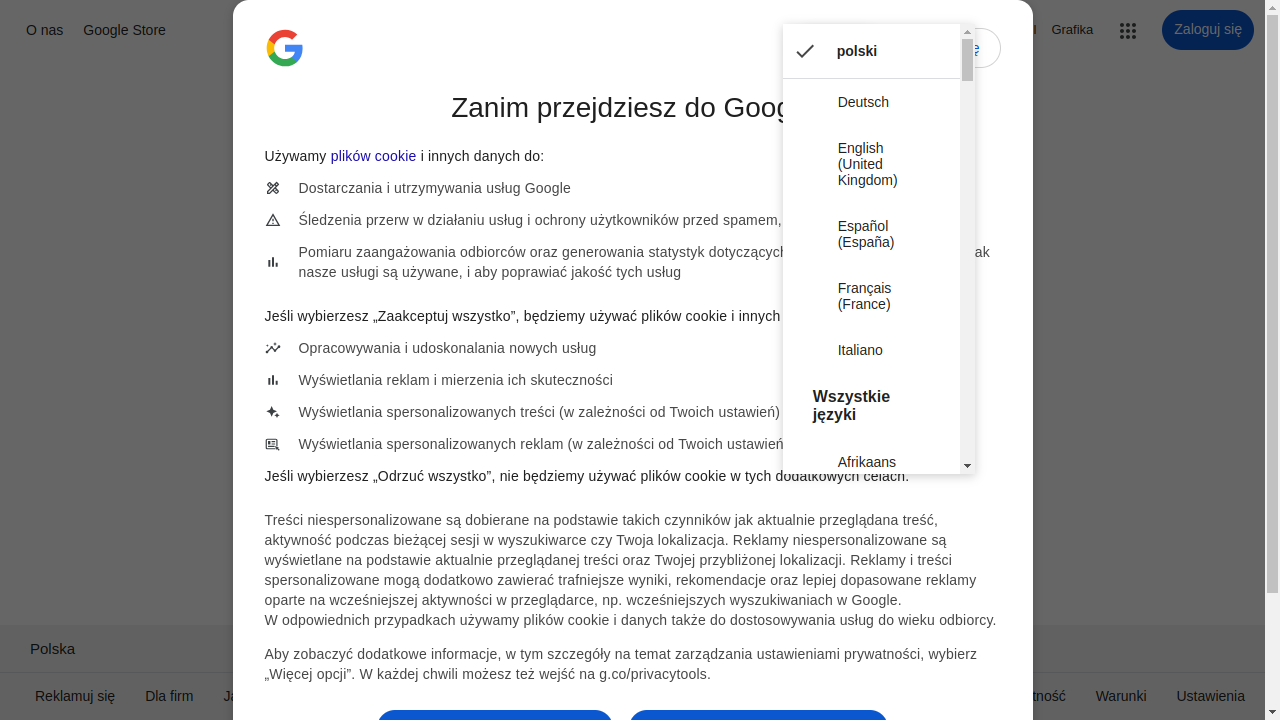 O nas
Google Store
Grafika
Zaloguj się
polski
Deutsch
English
(United
Kingdom)
Español
(España)
Français
(France)
Italiano
Wszystkie
języki
Afrikaans
Zanim przejdziesz do Goog
Używamy plików cookie i innych danych do:
Dostarczania i utrzymywania usług Google
Śledzenia przerw w działaniu usług i ochrony użytkowników przed spamem,
Pomiaru zaangażowania odbiorców oraz generowania statystyk dotyczących ak
nasze usługi są używane, i aby poprawiać jakość tych usług
Jeśli wybierzesz „Zaakceptuj wszystko”, będziemy używać plików cookie i innych
Opracowywania i udoskonalania nowych usług
Wyświetlania reklam i mierzenia ich skuteczności
Wyświetlania spersonalizowanych treści (w zależności od Twoich ustawień)
Wyświetlania spersonalizowanych reklam (w zależności od Twoich ustawień
Jeśli wybierzesz „Odrzuć wszystko”, nie będziemy używać plików cookie w tych dodatkowych celach.
Treści niespersonalizowane są dobierane na podstawie takich czynników jak aktualnie przeglądana treść,
aktywność podczas bieżącej sesji w wyszukiwarce czy Twoja lokalizacja. Reklamy niespersonalizowane są
wyświetlane na podstawie aktualnie przeglądanej treści oraz Twojej przybliżonej lokalizacji. Reklamy i treści
spersonalizowane mogą dodatkowo zawierać trafniejsze wyniki, rekomendacje oraz lepiej dopasowane reklamy
oparte na wcześniejszej aktywności w przeglądarce, np. wcześniejszych wyszukiwaniach w Google.
W odpowiednich przypadkach używamy plików cookie i danych także do dostosowywania usług do wieku odbiorcy.
Aby zobaczyć dodatkowe informacje, w tym szczegóły na temat zarządzania ustawieniami prywatności, wybierz
„Więcej opcji”. W każdej chwili możesz też wejść na g.co/privacytools.
Polska
Reklamuj się
Dla firm
Ja
tność
Warunki
Ustawienia